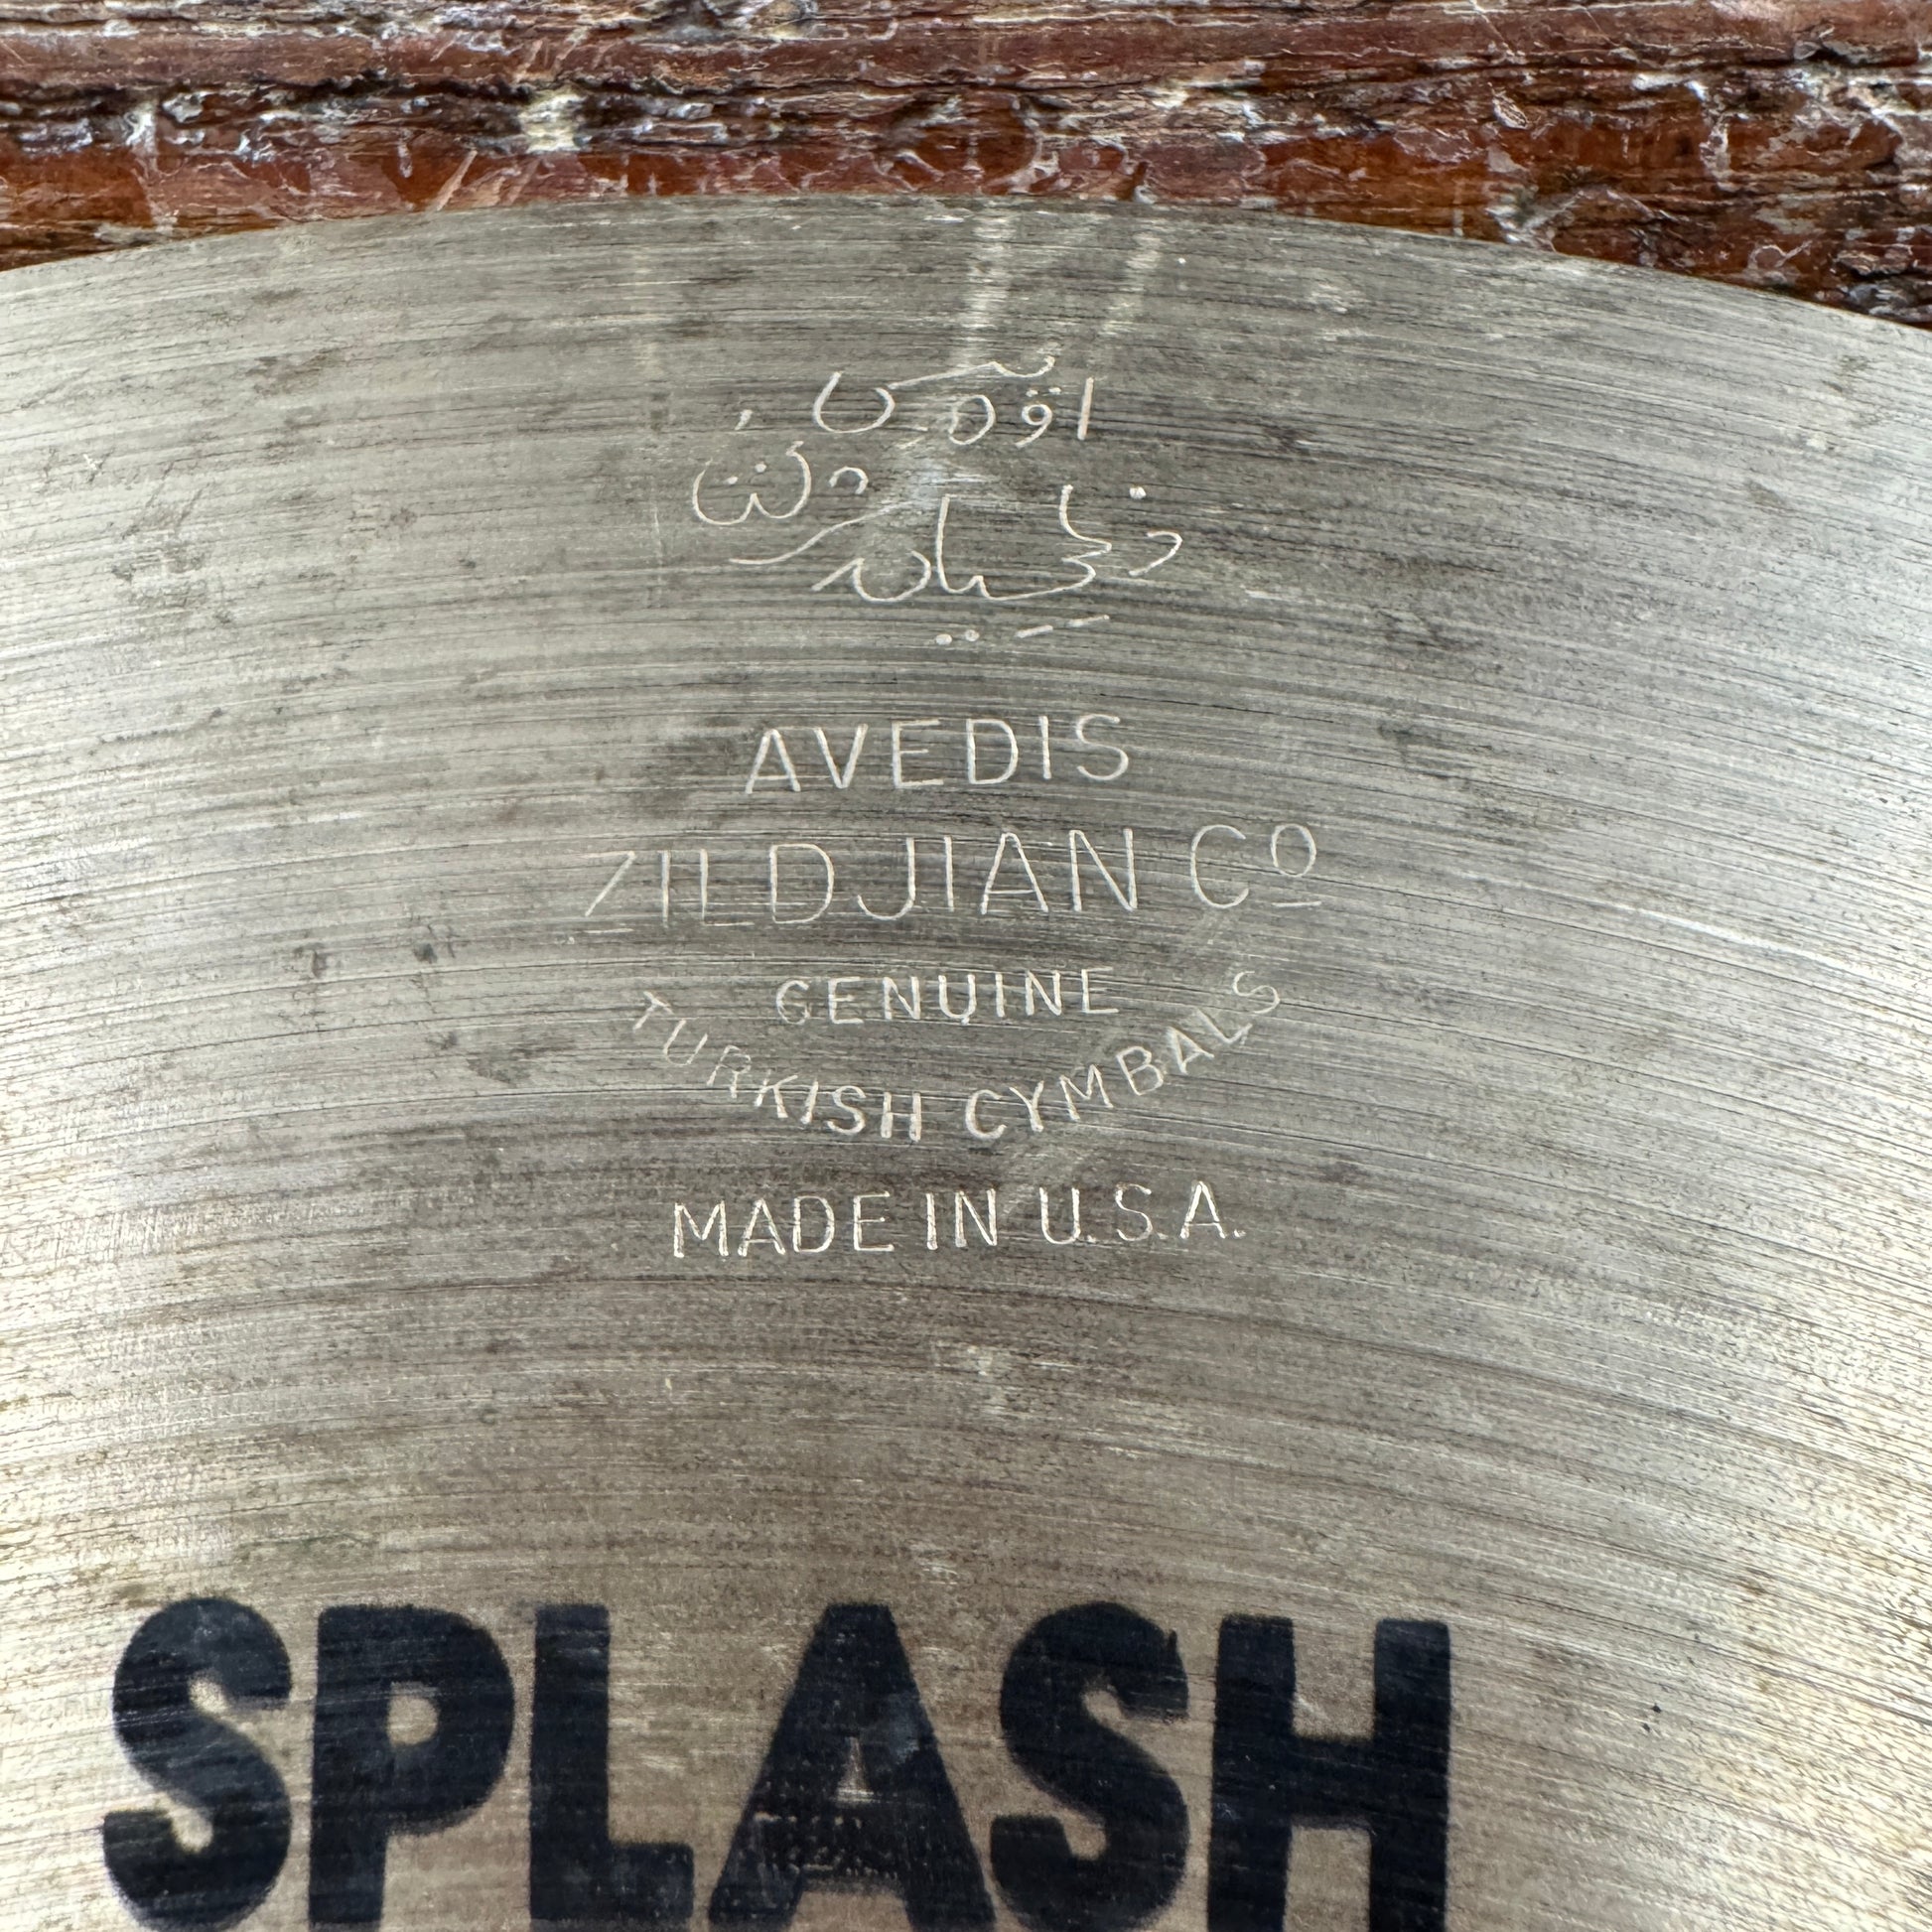 AVEDIS
ZILDJIAN Cº
GENUINE
TURKISH CYMBALS
MADE IN U.S.A.
SPLASH